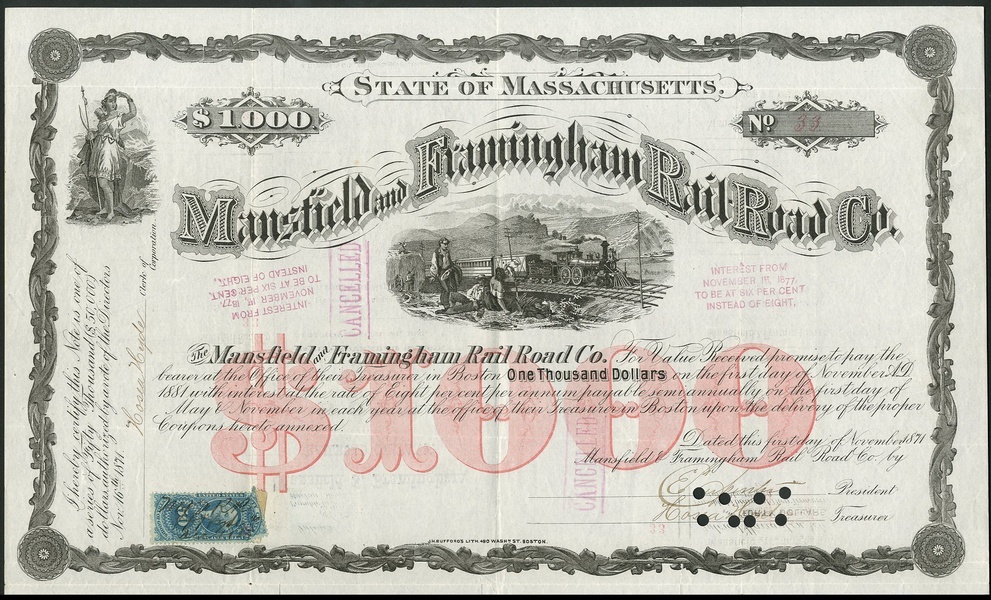 STATE OF MASSACHUSETTS.
$1000
No 33
Mansfield and Framingham Rail Road Co.
CANCELLED
INTEREST FROM
NOVEMBER 1st, 1877,
TO BE AT SIX PER CENT,
INSTEAD OF EIGHT,
INTEREST FROM
NOVEMBER 1st, 1877,
TO BE AT SIX PER CENT
INSTEAD OF EIGHT,
$1000
The Mansfield and Framingham Rail Road Co. For Value Received promise to pay the
bearer at the Office of their Treasurer in Boston One Thousand Dollars on the first day of November A.D
1881 with interest at the rate of Eight per cent per annum payable semi annually on the first day of
May & November in each year at the office of their Treasurer in Boston upon the delivery of the proper
Coupons hereto annexed.
Dated this first day of November 1871
Mansfield & Framingham Rail Road Co. by
President
Treasurer
CANCELLED
33
I hereby certify this Note is one of
a series of Fifty Thousand ($50,000)
dollars, authorized by a vote of the Directors
Nov. 16th, 1871.
Clerk of
Corporation.
J.H. BUFFORD'S LITH. 490 WASHN ST. BOSTON.